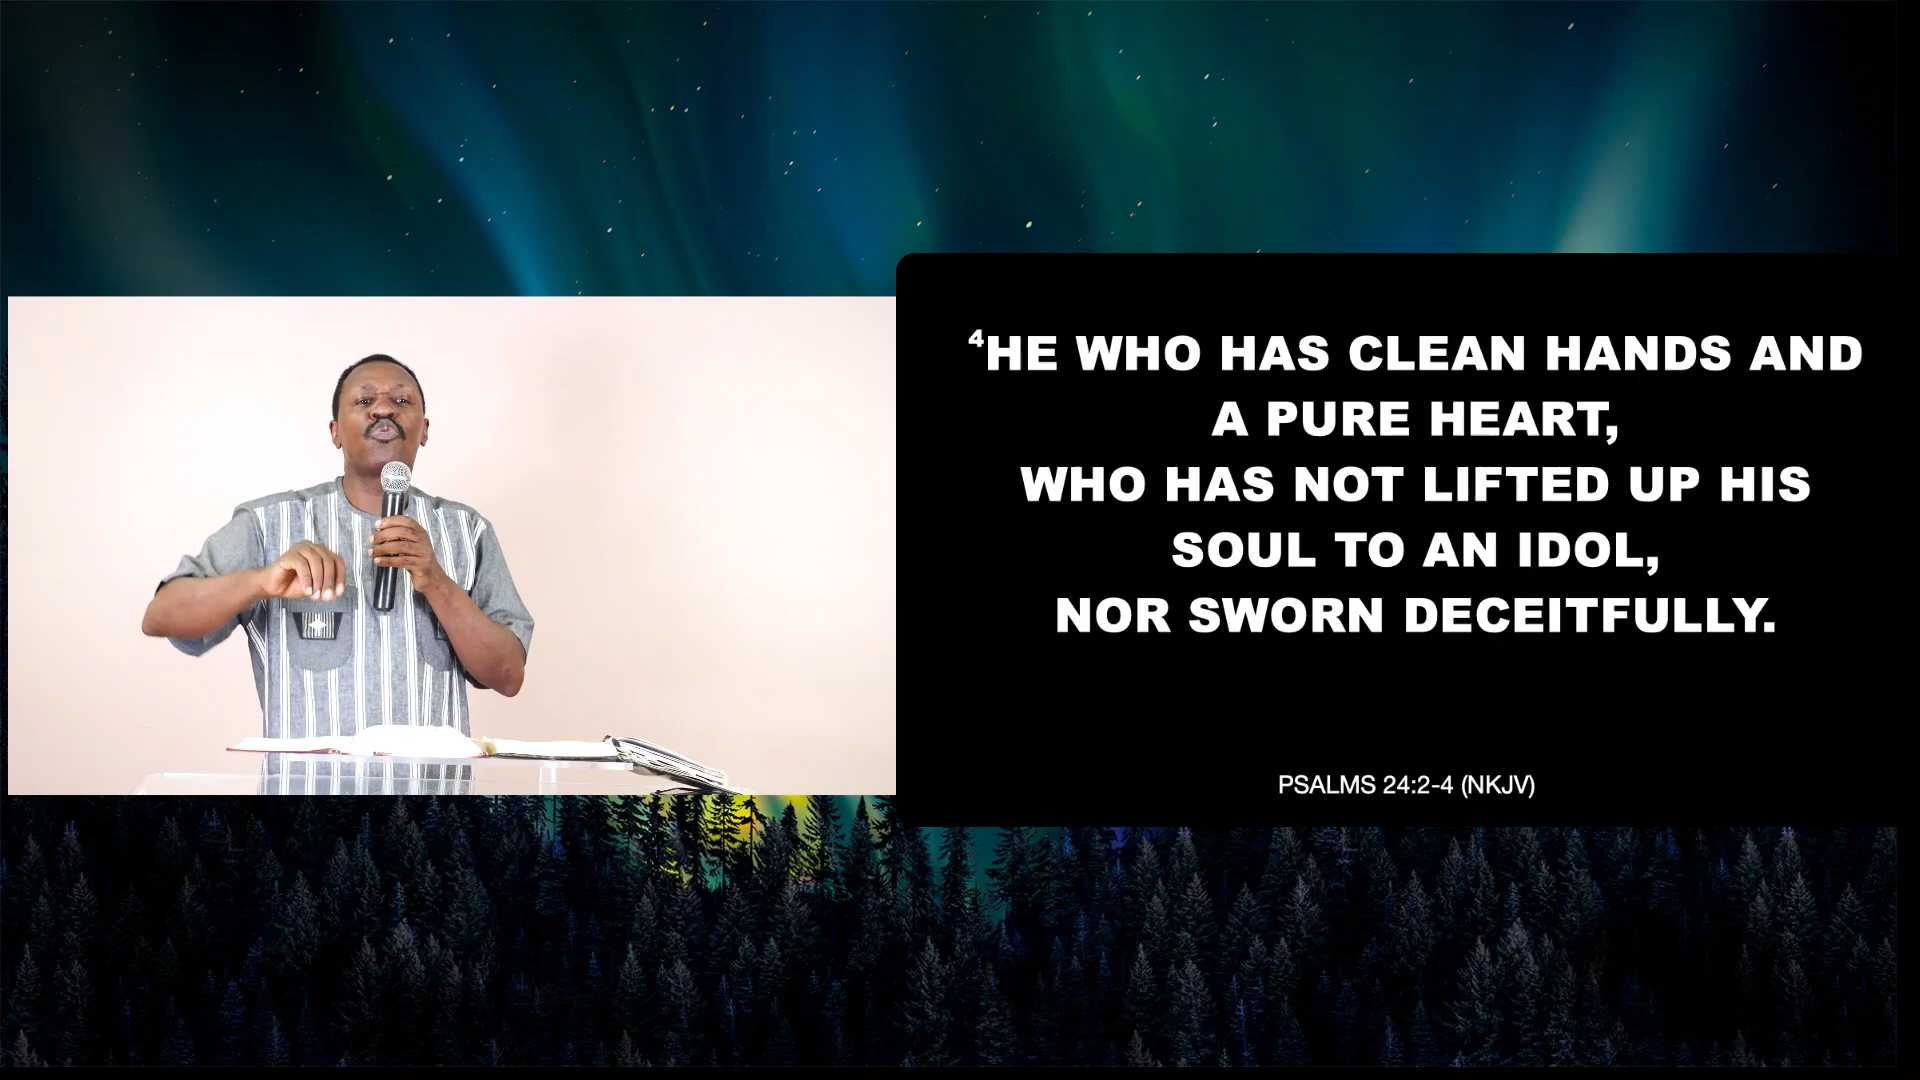 ⁴HE WHO HAS CLEAN HANDS AND
A PURE HEART,
WHO HAS NOT LIFTED UP HIS
SOUL TO AN IDOL,
NOR SWORN DECEITFULLY.
PSALMS 24:2-4 (NKJV)